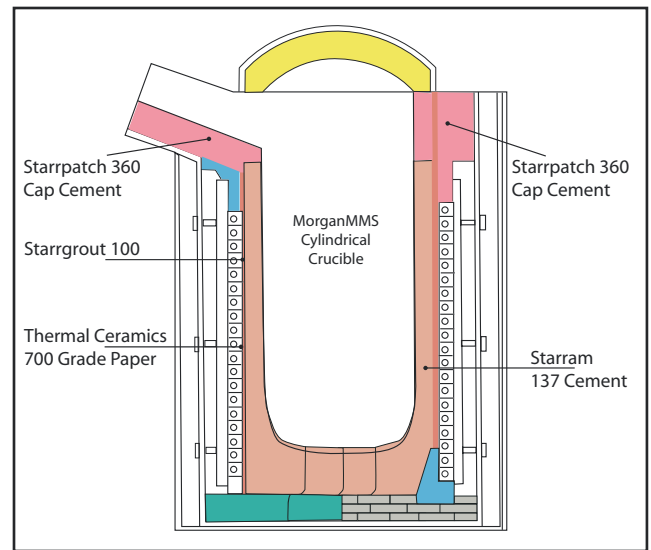 Starrpatch 360
Cap Cement
Starrgrout 100
Thermal Ceramics
700 Grade Paper
MorganMMS
Cylindrical
Crucible
Starrpatch 360
Cap Cement
Starram
137 Cement